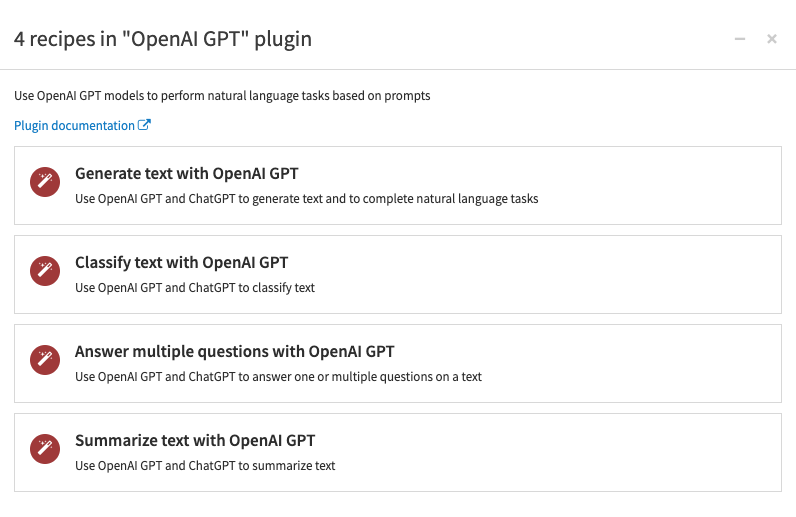 4 recipes in "OpenAI GPT" plugin
Use OpenAI GPT models to perform natural language tasks based on prompts
Plugin documentation
Generate text with OpenAI GPT
Use OpenAI GPT and ChatGPT to generate text and to complete natural language tasks
Classify text with OpenAI GPT
Use OpenAI GPT and ChatGPT to classify text
Answer multiple questions with OpenAI GPT
Use OpenAI GPT and ChatGPT to answer one or multiple questions on a text
Summarize text with OpenAI GPT
Use OpenAI GPT and ChatGPT to summarize text